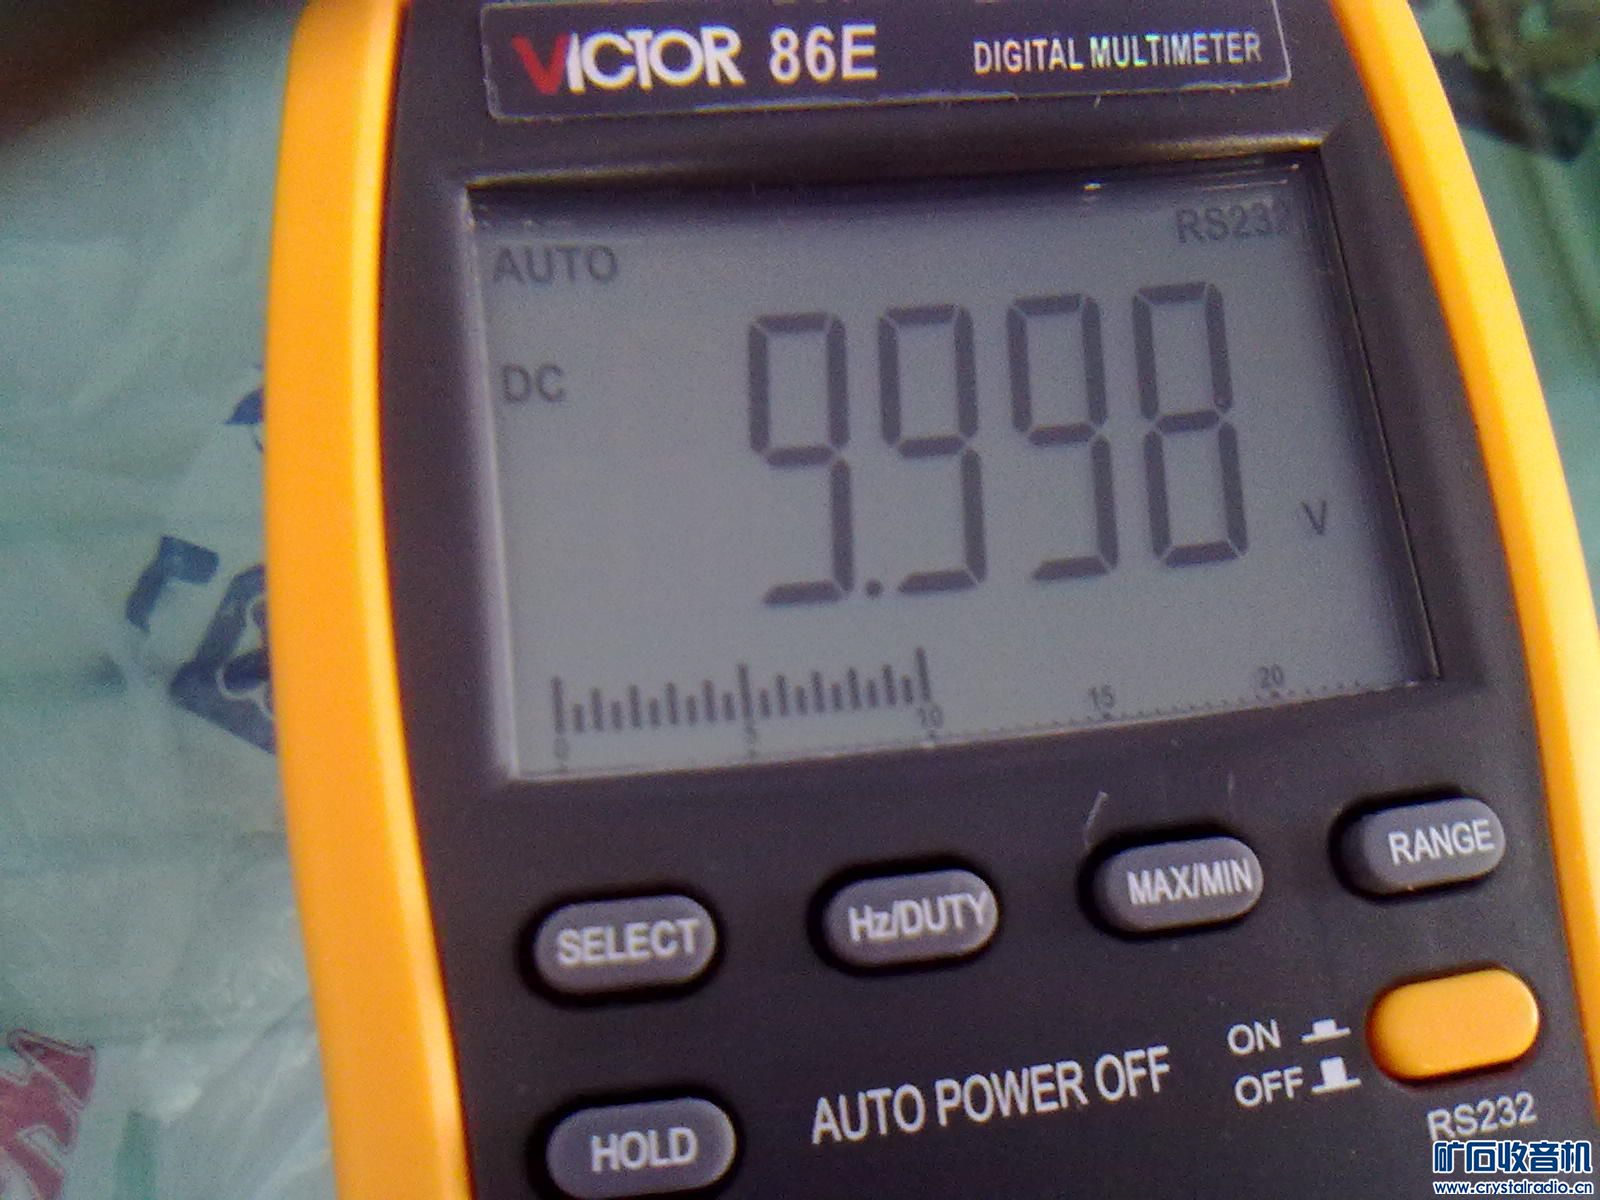 VICTOR 86E DIGITAL MULTIMETER
AUTO RS232
DC
9.998 V
0 5 10 15 20
SELECT Hz/DUTY MAX/MIN RANGE
ON
OFF
HOLD AUTO POWER OFF
RS232
矿石收音机
www.crystalradio.cn